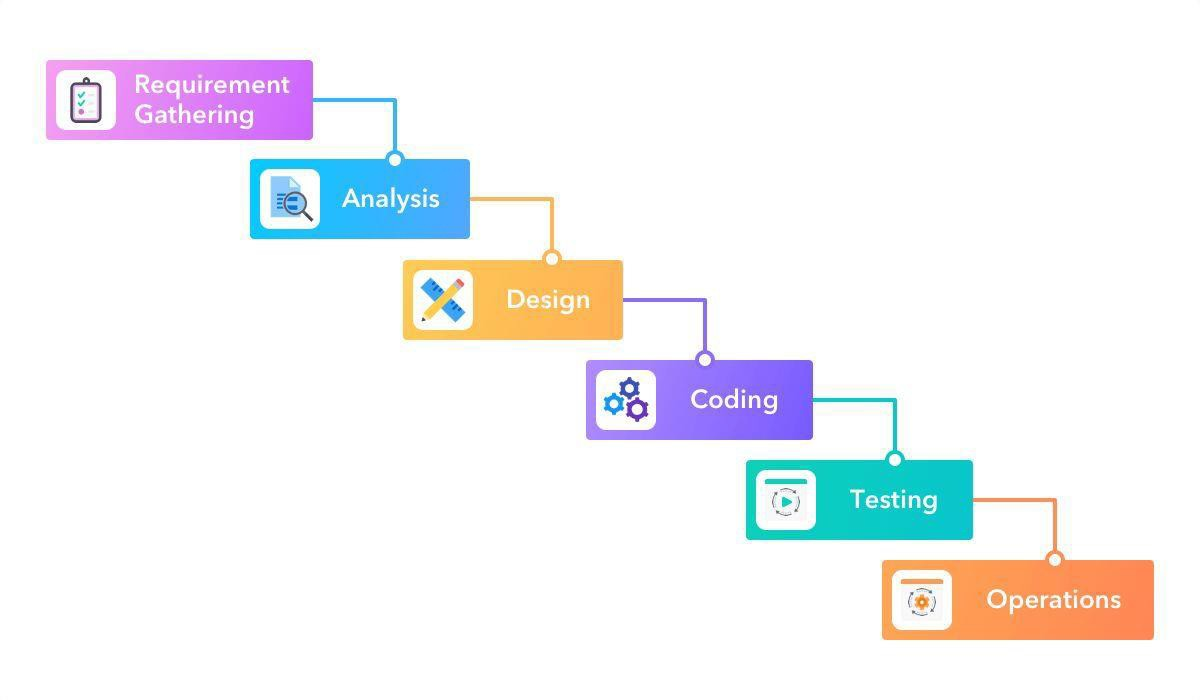 Requirement
Gathering
Analysis
Design
Coding
Testing
Operations